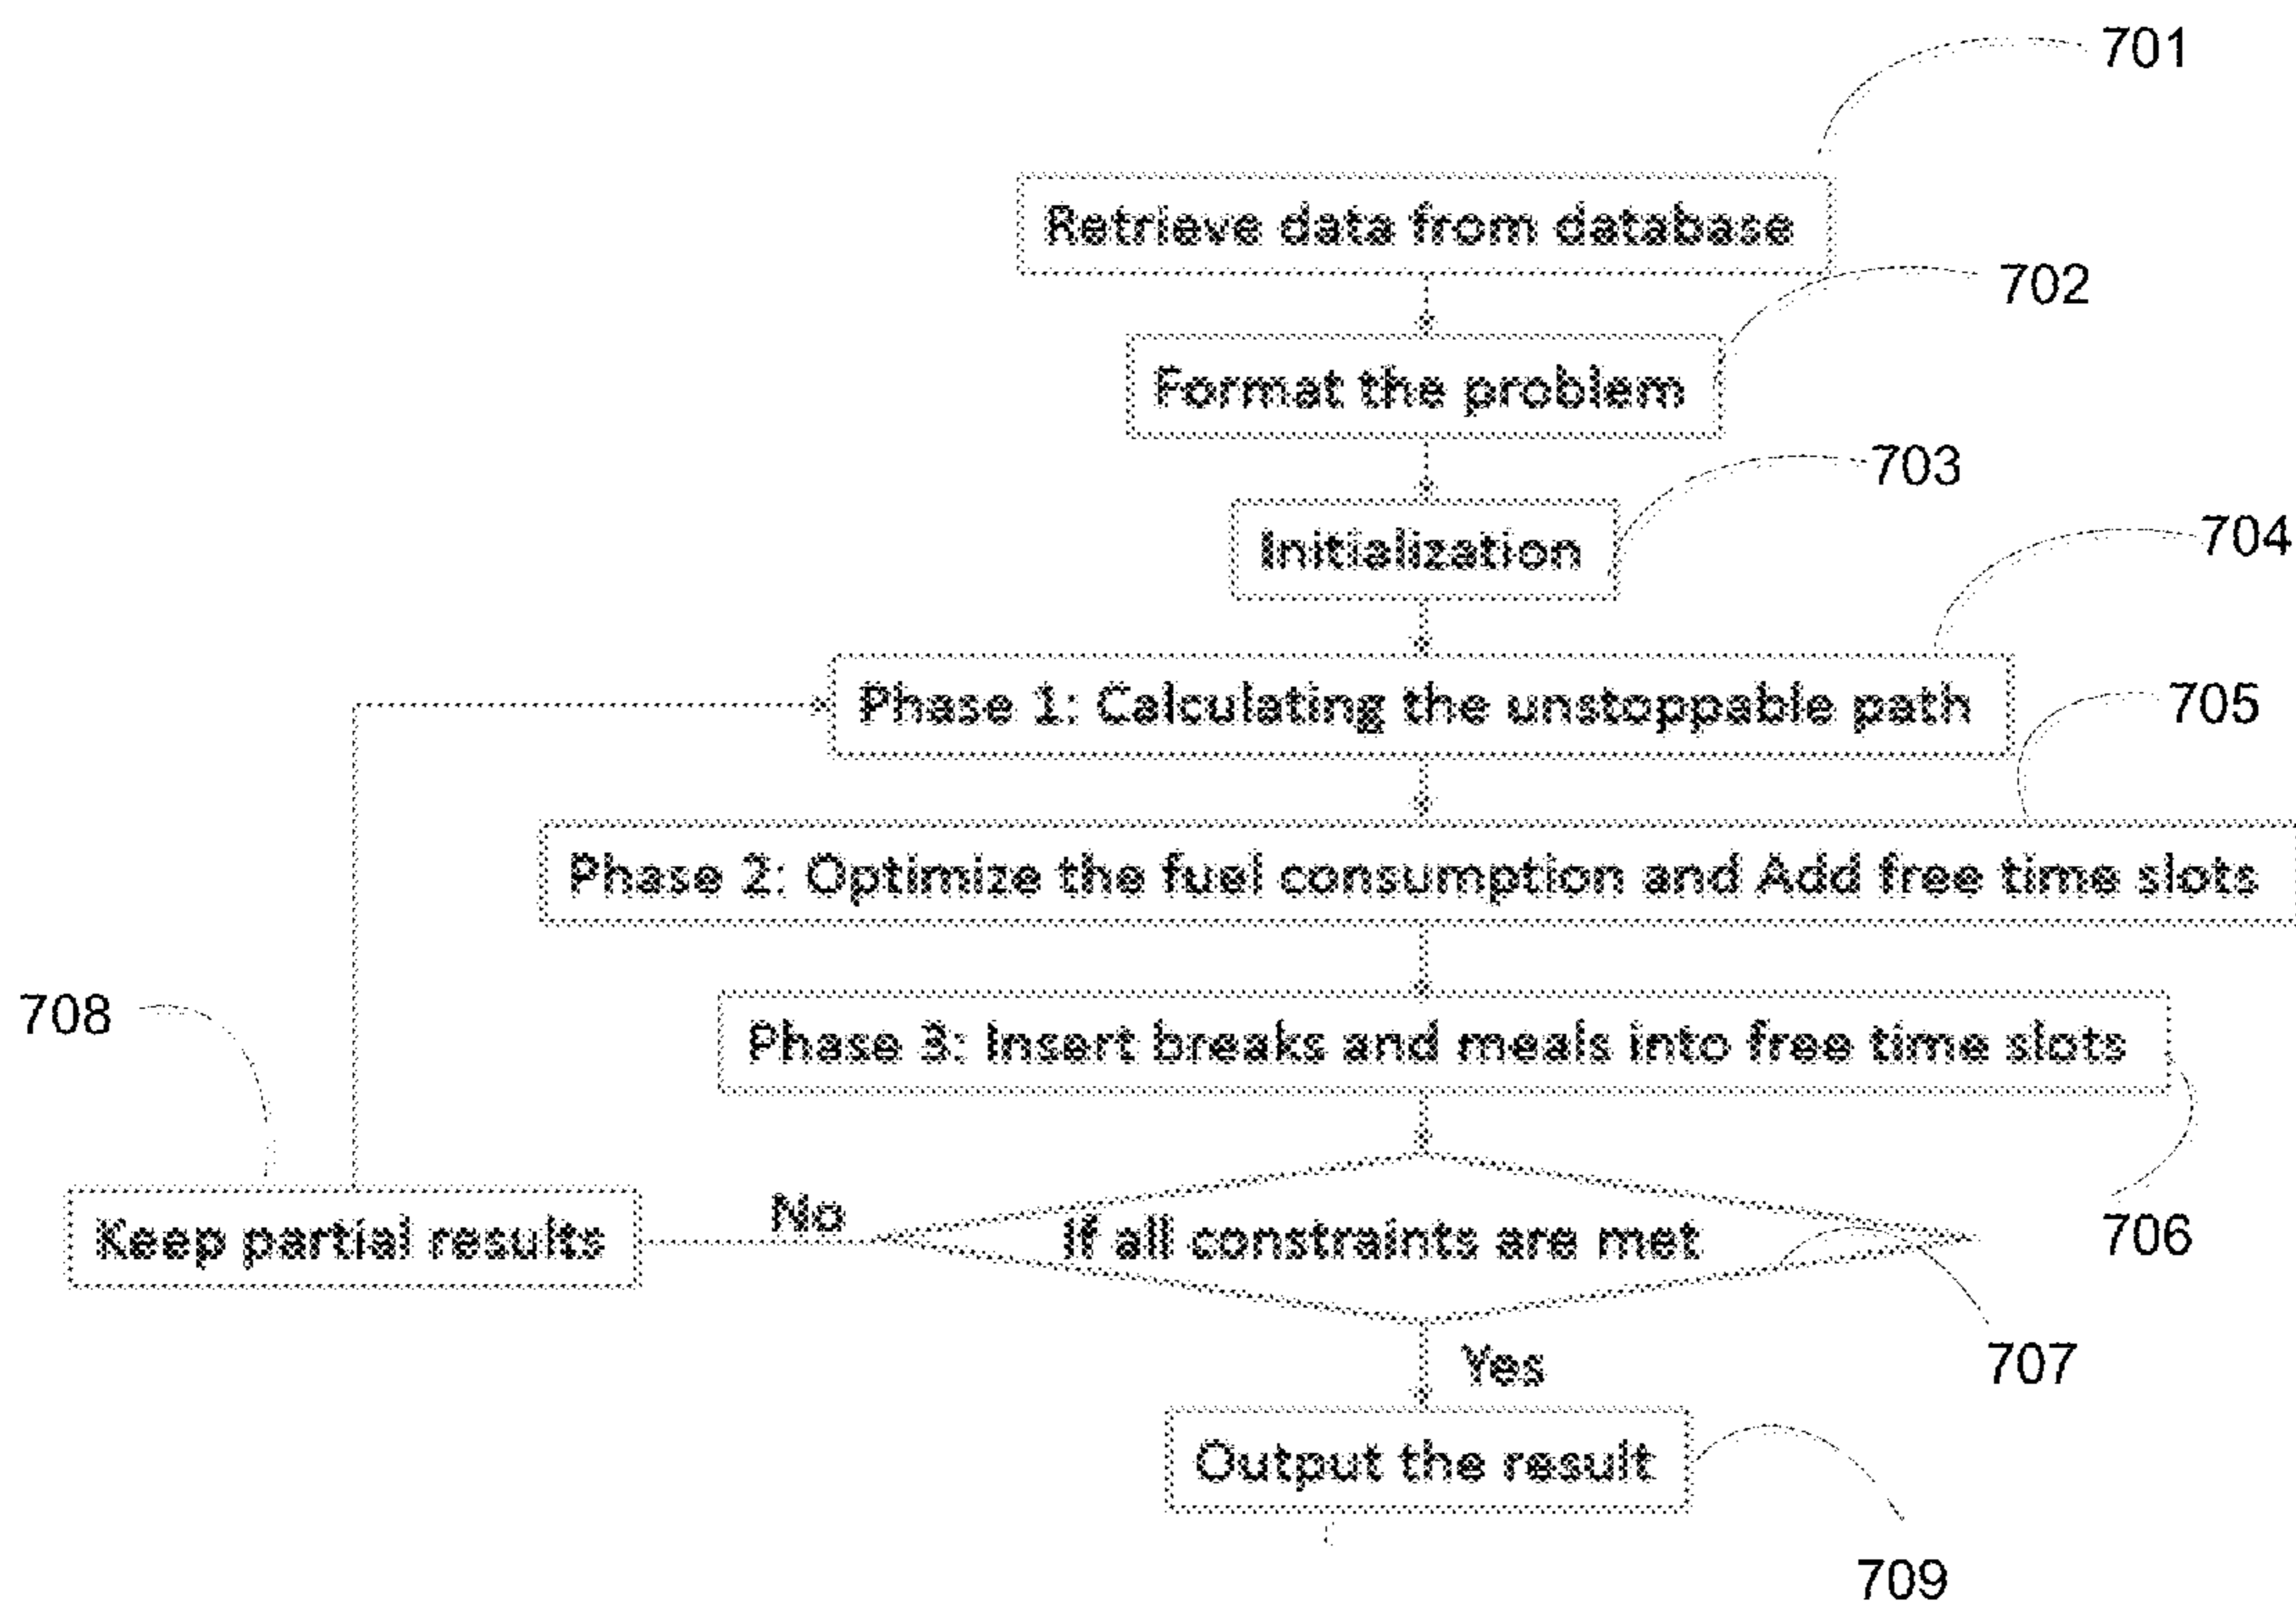 701
Retrieve data from database
702
Format the problem
703
Initialization
704
Phase 1: Calculating the unstoppable path
705
Phase 2: Optimize the fuel consumption and Add free time slots
708
Phase 3: Insert breaks and meals into free time slots
Keep partial results
No
If all constraints are met
706
Yes
707
Output the result
709